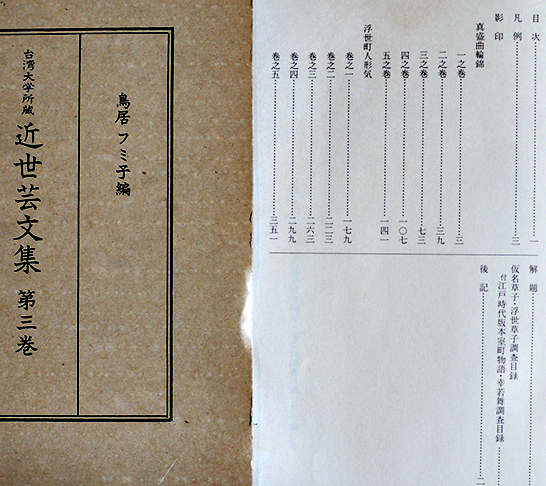 鳥居フミ子編
台湾大学所蔵
近世芸文集 第三巻
目次
凡例……三
影印
真盛曲輪錦
一之巻……三
二之巻……三九
三之巻……七三
四之巻……一〇七
五之巻……一四一
浮世町人形気
巻之一……一七九
巻之二……二二三
巻之三……二六三
巻之四……二九九
巻之五……三五一
解題……
仮名草子・浮世草子調査目録
付江戸時代版本室町物語・幸若舞調査目録……
後記……二